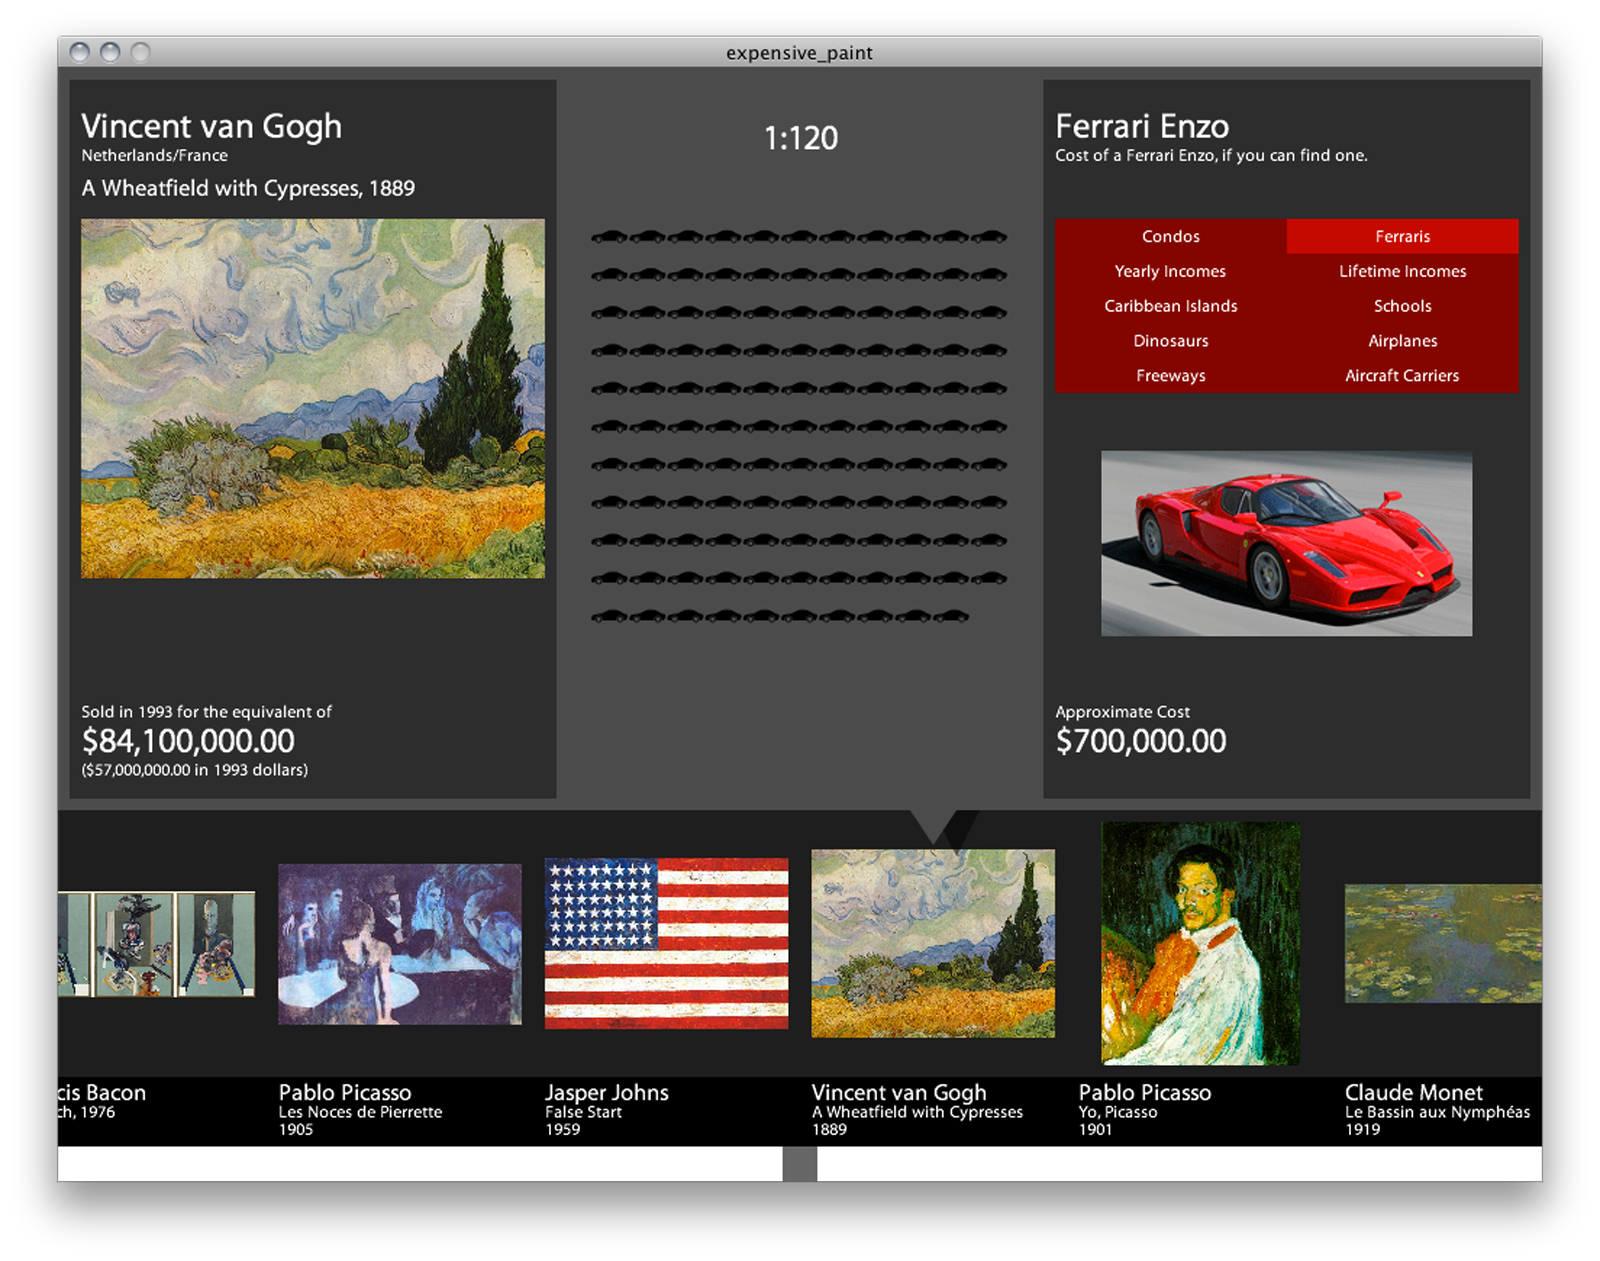 expensive_paint
Vincent van Gogh
Netherlands/France
A Wheatfield with Cypresses, 1889
Sold in 1993 for the equivalent of
$84,100,000.00
($57,000,000.00 in 1993 dollars)
1:120
Ferrari Enzo
Cost of a Ferrari Enzo, if you can find one.
Condos Ferraris
Yearly Incomes Lifetime Incomes
Caribbean Islands Schools
Dinosaurs Airplanes
Freeways Aircraft Carriers
Approximate Cost
$700,000.00
cis Bacon
ch, 1976
Pablo Picasso
Les Noces de Pierrette
1905
Jasper Johns
False Start
1959
Vincent van Gogh
A Wheatfield with Cypresses
1889
Pablo Picasso
Yo, Picasso
1901
Claude Monet
Le Bassin aux Nymphéas
1919